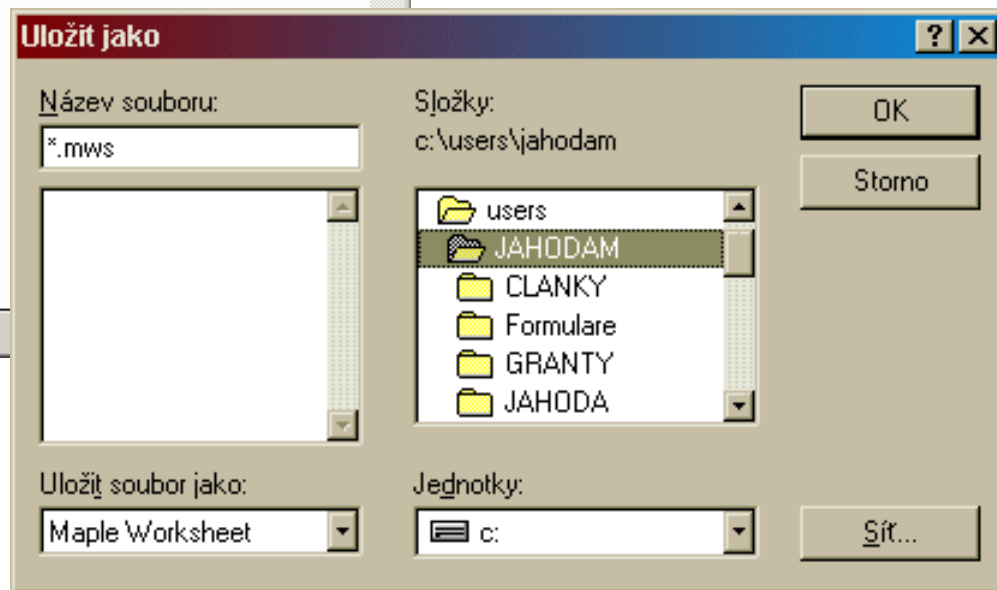 Uložit jako
Název souboru:
*.mws
Složky:
c:\users\jahodam
users
JAHODAM
CLANKY
Formulare
GRANTY
JAHODA
OK
Storno
Uložit soubor jako:
Maple Worksheet
Jednotky:
c:
Síť...